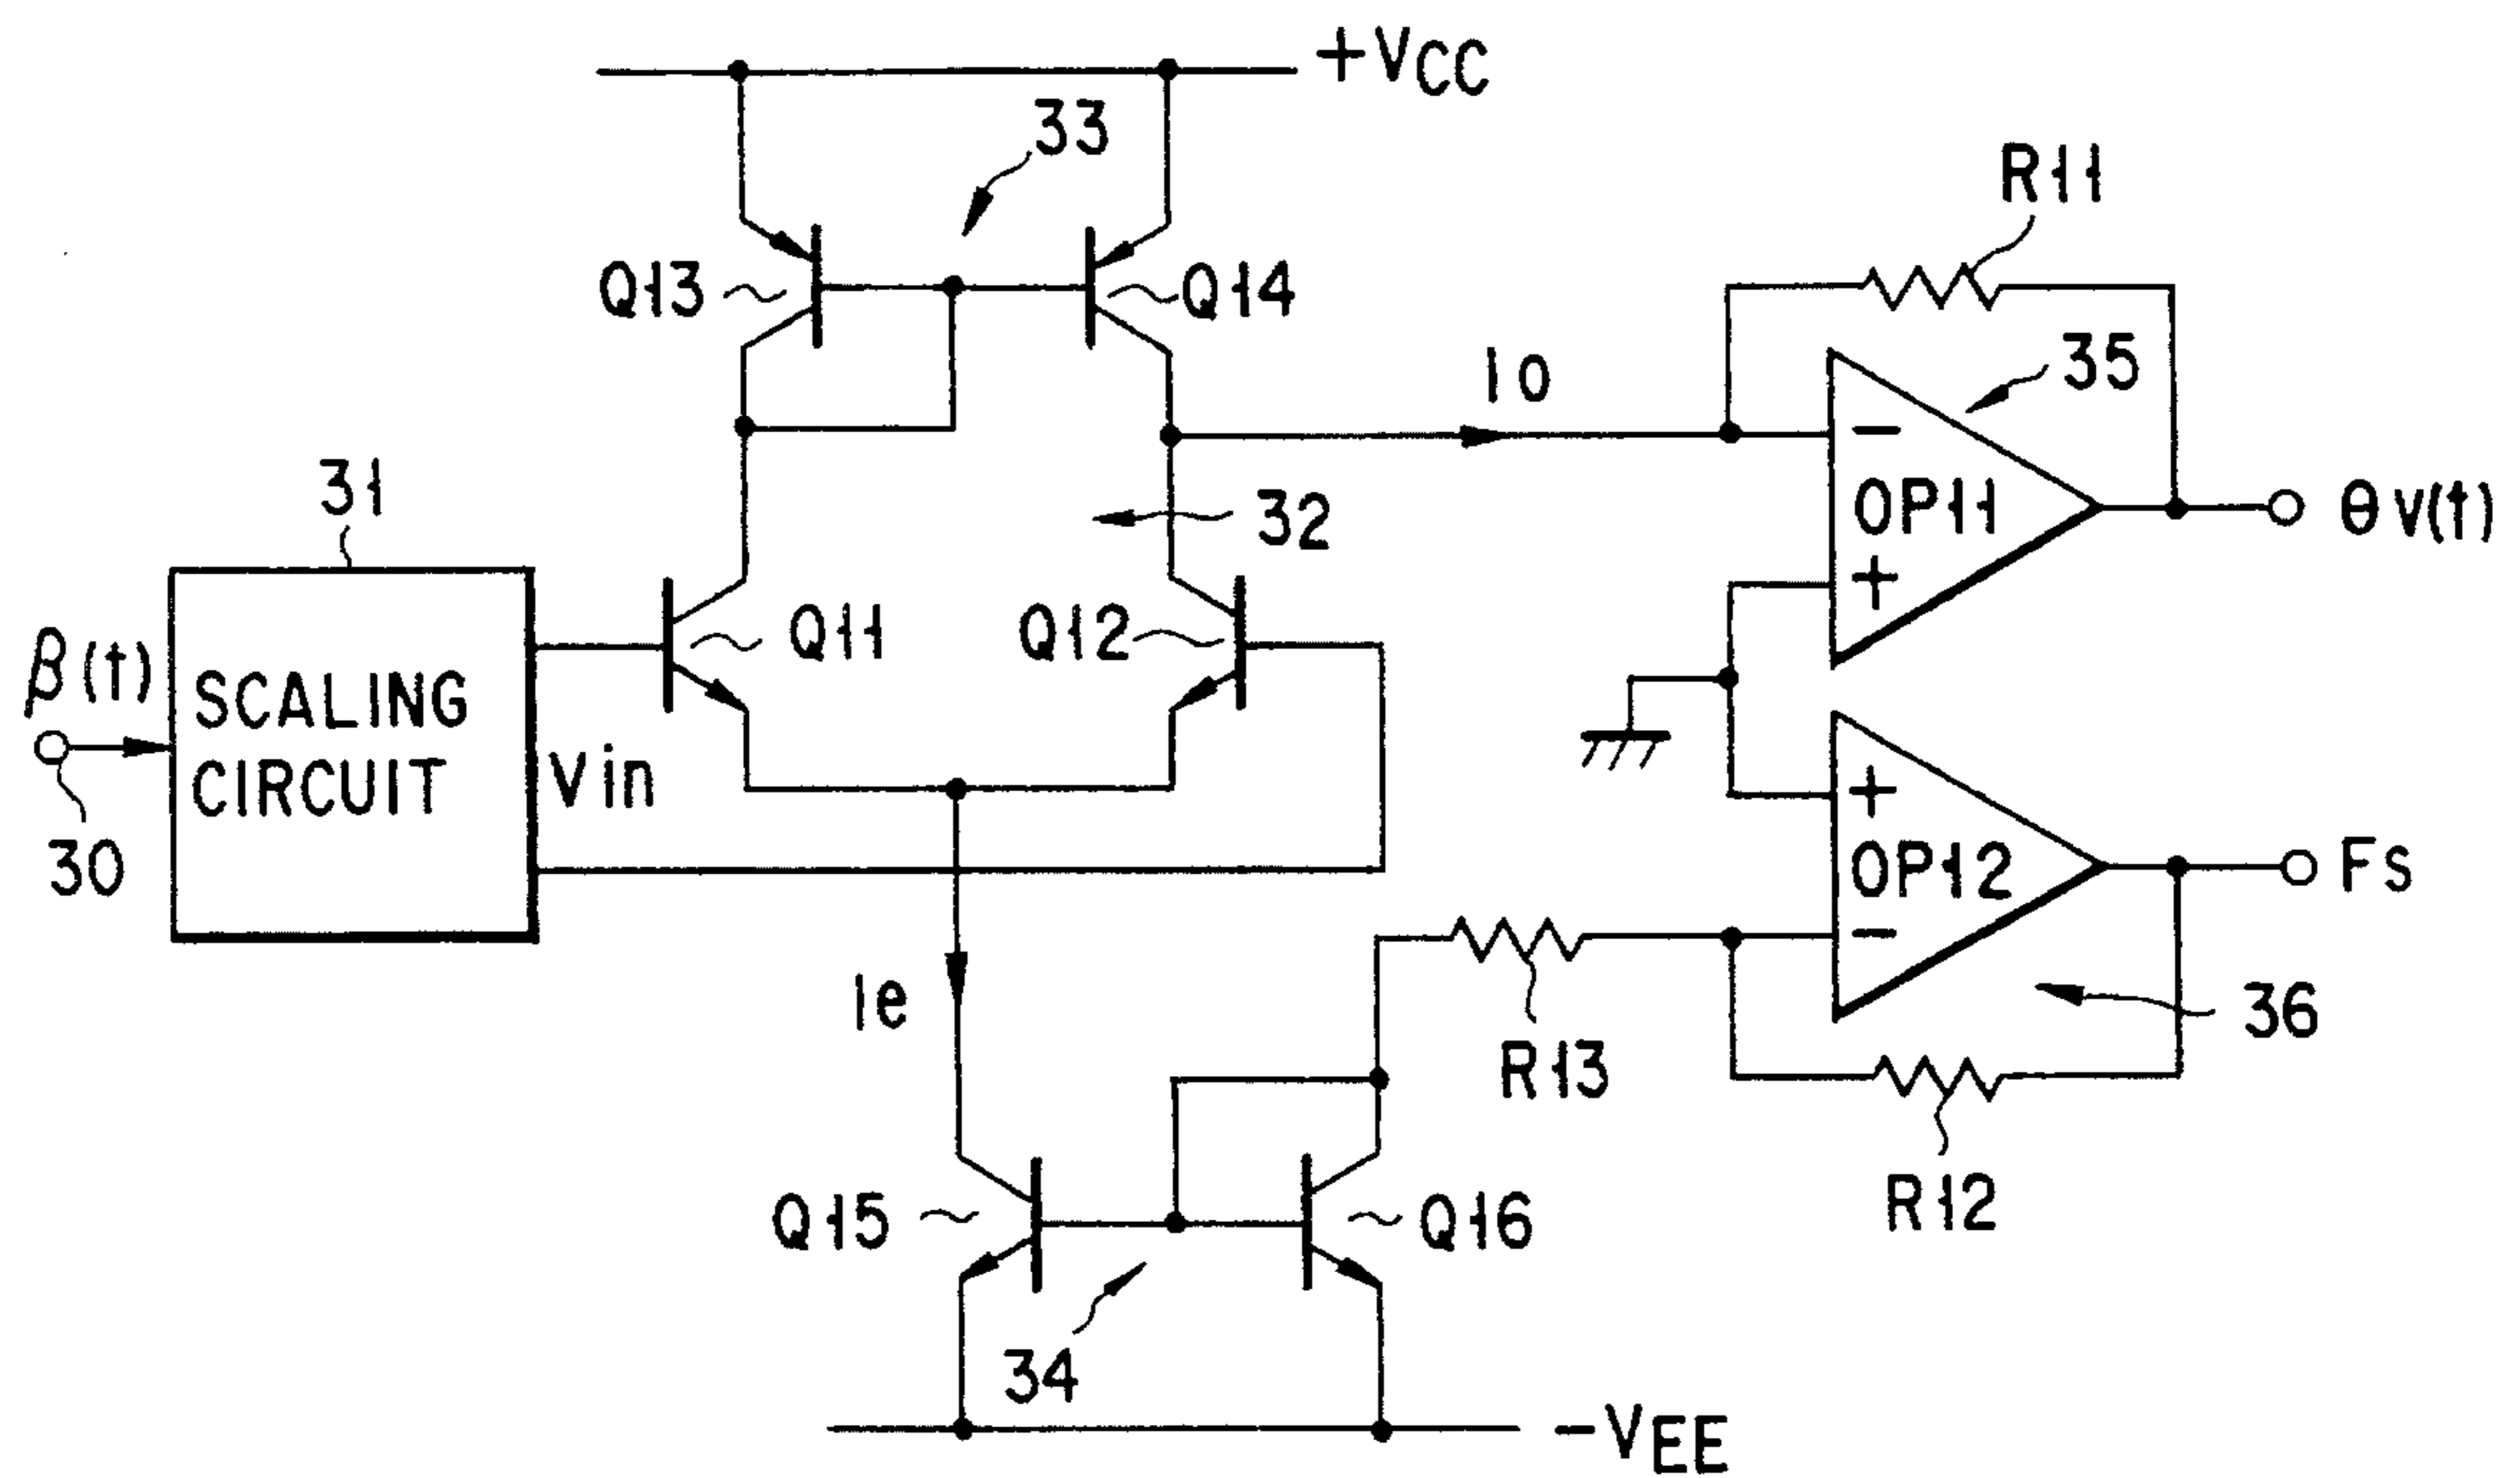 +VCC
33
R11
Q13
Q14
35
Io
31
32
OP11
−
+
θv(t)
Q11
Q12
β(t)
SCALING
CIRCUIT
Vin
30
+
OP12
−
Fs
Ie
36
R13
R12
Q15
Q16
34
−VEE